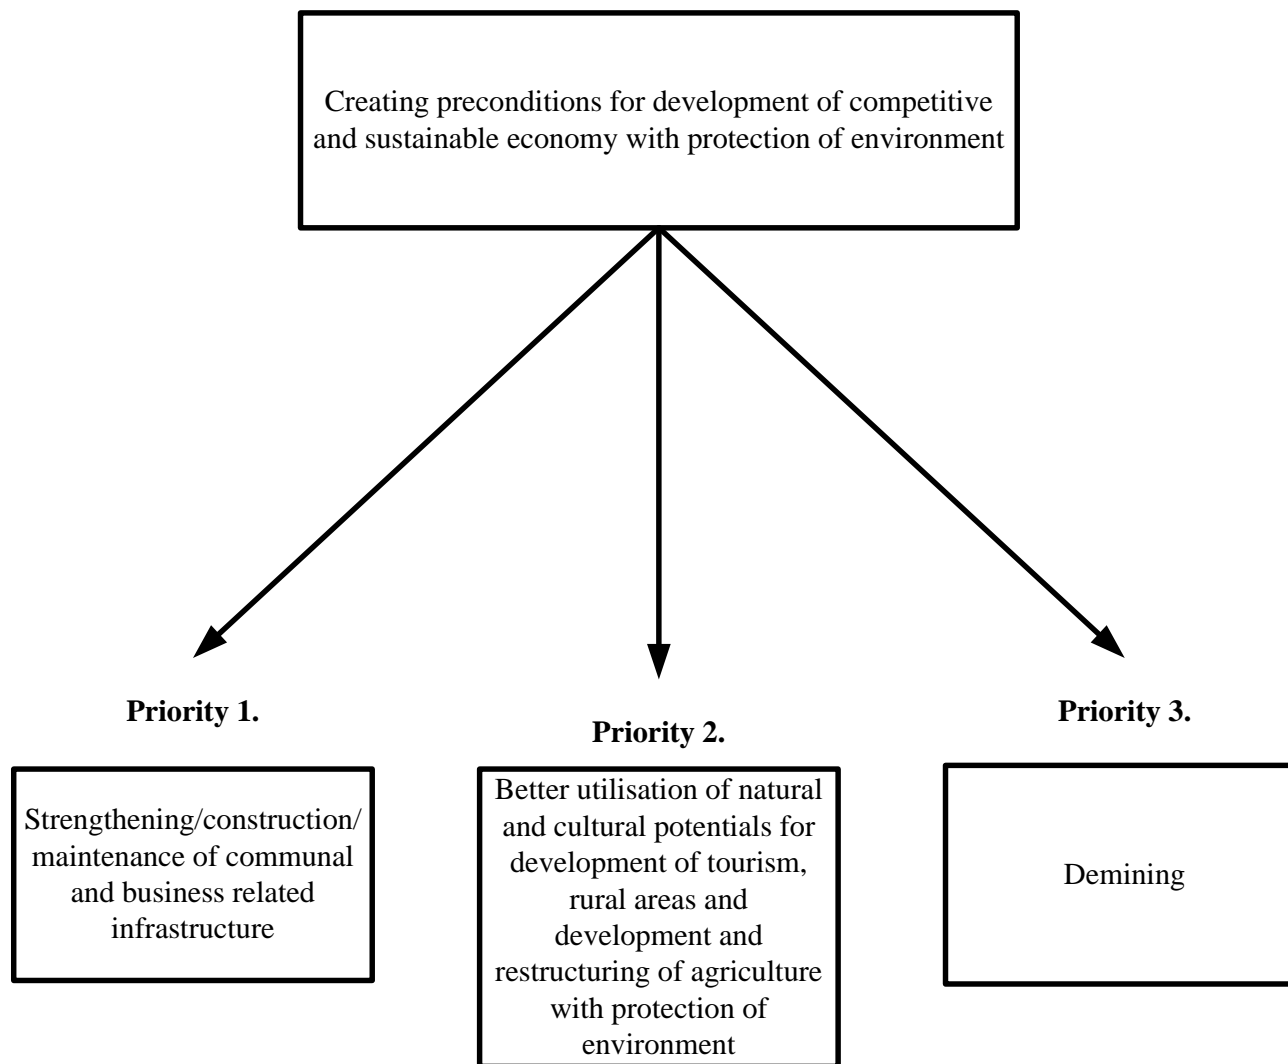 Creating preconditions for development of competitive
and sustainable economy with protection of environment
Priority 1.
Strengthening/construction/
maintenance of communal
and business related
infrastructure
Priority 2.
Better utilisation of natural
and cultural potentials for
development of tourism,
rural areas and
development and
restructuring of agriculture
with protection of
environment
Priority 3.
Demining